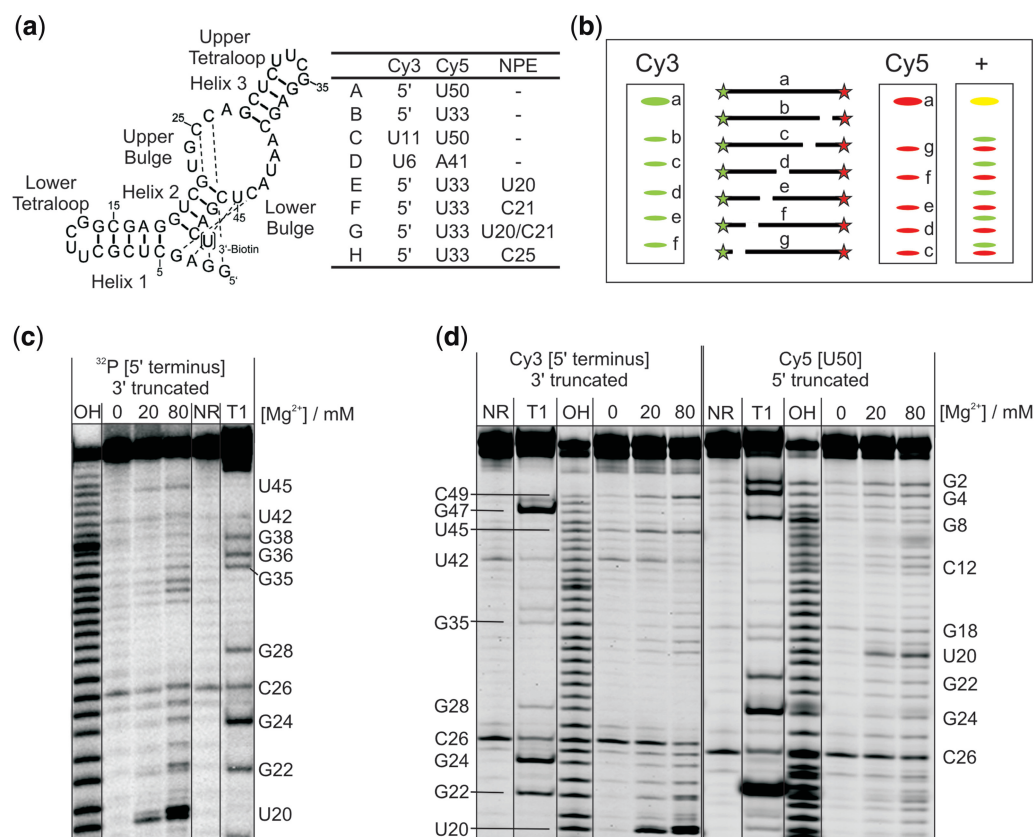 (a)
Upper
Tetraloop
Helix 3
35
25
Upper
Bulge
Lower
Tetraloop
15
Helix 2
45
Lower
Bulge
3'-Biotin
5
5'
Helix 1
Cy3 Cy5 NPE
A 5' U50 -
B 5' U33 -
C U11 U50 -
D U6 A41 -
E 5' U33 U20
F 5' U33 C21
G 5' U33 U20/C21
H 5' U33 C25
(b)
Cy3
a
b
c
d
e
f
a
b
c
d
e
f
g
Cy5
a
g
f
e
d
c
+
(c)
32P [5' terminus]
3' truncated
OH 0 20 80 NR T1 [Mg2+] / mM
U45
U42
G38
G36
G35
G28
C26
G24
G22
U20
(d)
Cy3 [5' terminus]
3' truncated
Cy5 [U50]
5' truncated
NR T1 OH 0 20 80 NR T1 OH 0 20 80 [Mg2+] / mM
C49
G47
U45
U42
G35
G28
C26
G24
G22
U20
G2
G4
G8
C12
G18
U20
G22
G24
C26